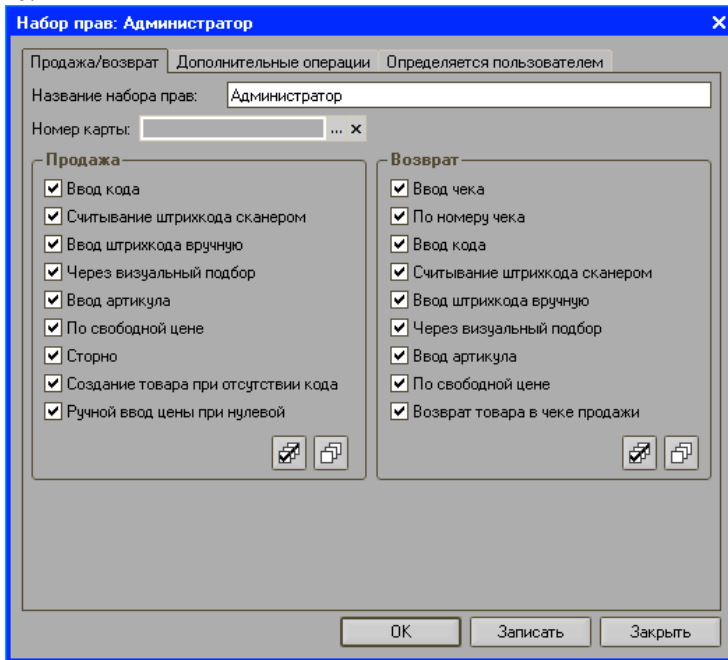 Набор прав: Администратор
Продажа/возврат Дополнительные операции Определяется пользователем
Название набора прав: Администратор
Номер карты: ... x
Продажа
Ввод кода
Считывание штрихкода сканером
Ввод штрихкода вручную
Через визуальный подбор
Ввод артикула
По свободной цене
Сторно
Создание товара при отсутствии кода
Ручной ввод цены при нулевой
Возврат
Ввод чека
По номеру чека
Ввод кода
Считывание штрихкода сканером
Ввод штрихкода вручную
Через визуальный подбор
Ввод артикула
По свободной цене
Возврат товара в чеке продажи
OK Записать Закрыть